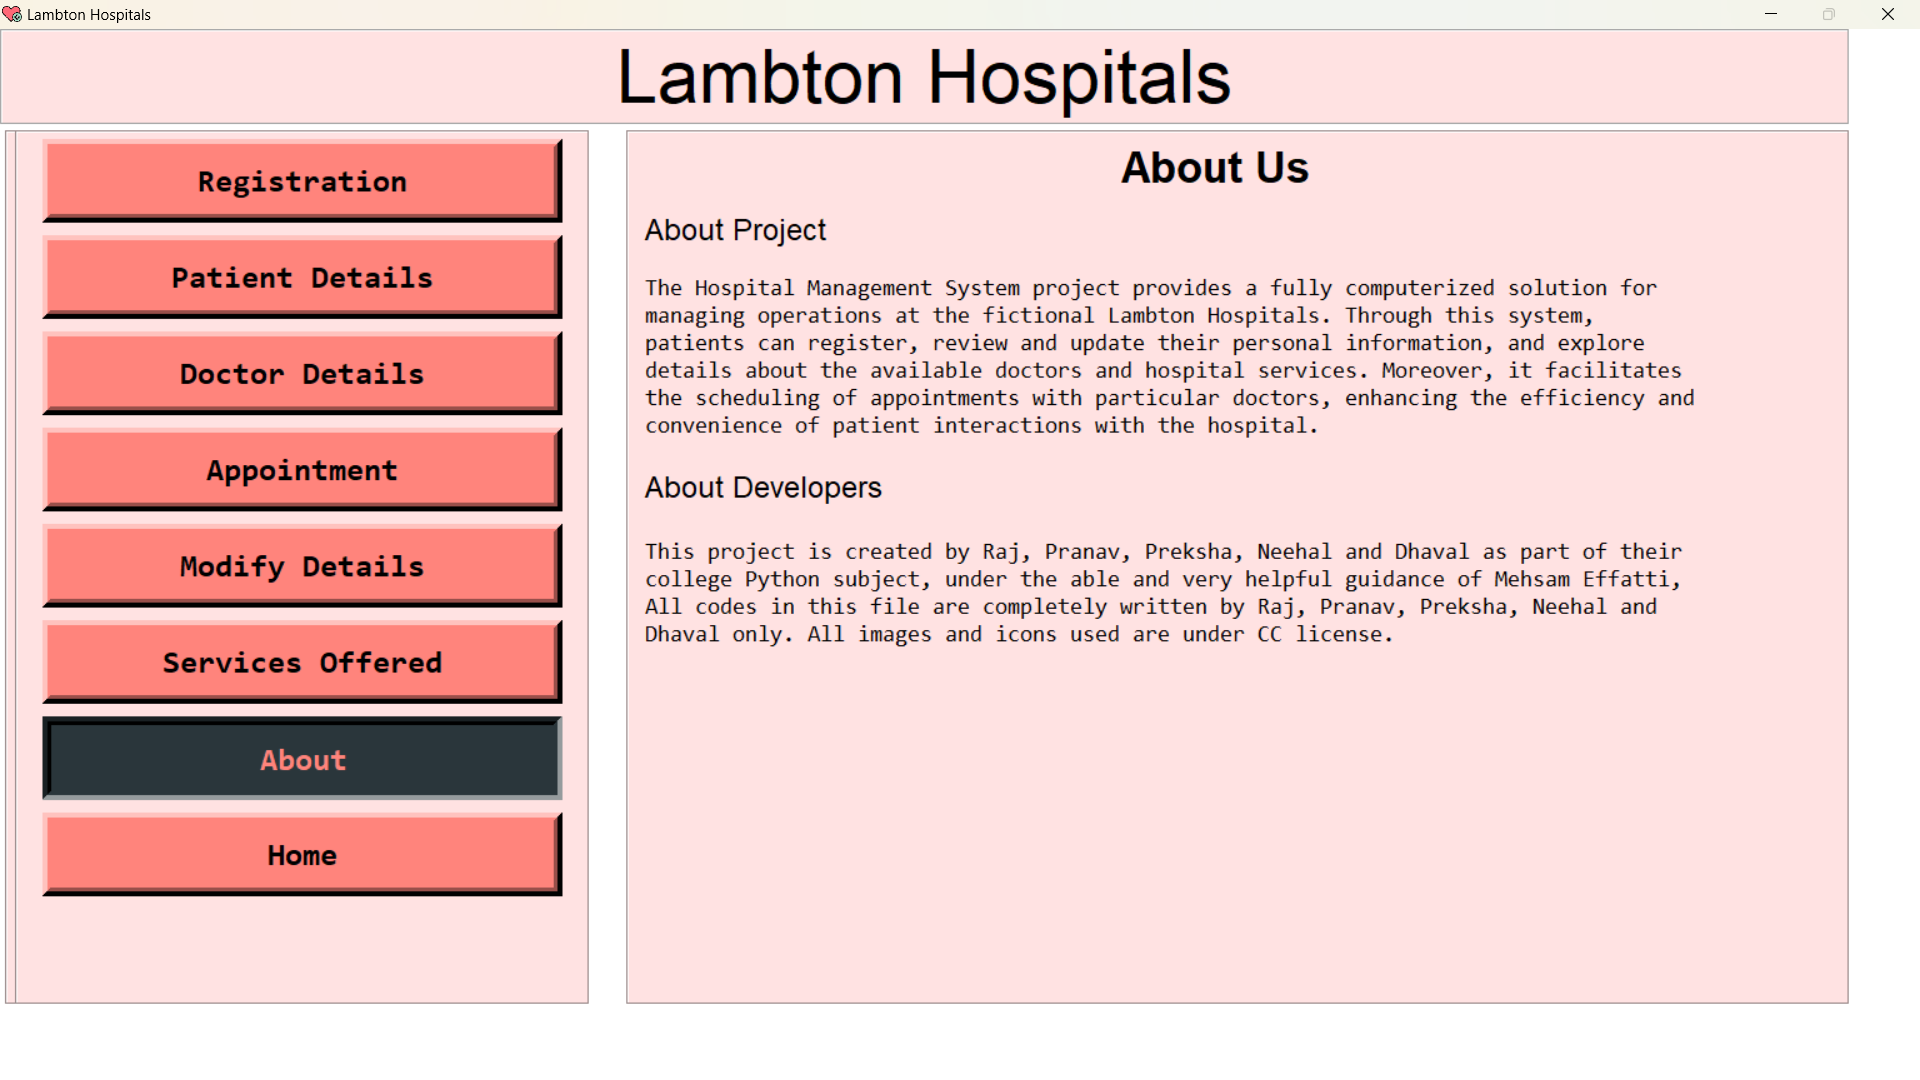 Lambton Hospitals
Lambton Hospitals
Registration
Patient Details
Doctor Details
Appointment
Modify Details
Services Offered
About
Home
About Us
About Project
The Hospital Management System project provides a fully computerized solution for
managing operations at the fictional Lambton Hospitals. Through this system,
patients can register, review and update their personal information, and explore
details about the available doctors and hospital services. Moreover, it facilitates
the scheduling of appointments with particular doctors, enhancing the efficiency and
convenience of patient interactions with the hospital.
About Developers
This project is created by Raj, Pranav, Preksha, Neehal and Dhaval as part of their
college Python subject, under the able and very helpful guidance of Mehsam Effatti,
All codes in this file are completely written by Raj, Pranav, Preksha, Neehal and
Dhaval only. All images and icons used are under CC license.